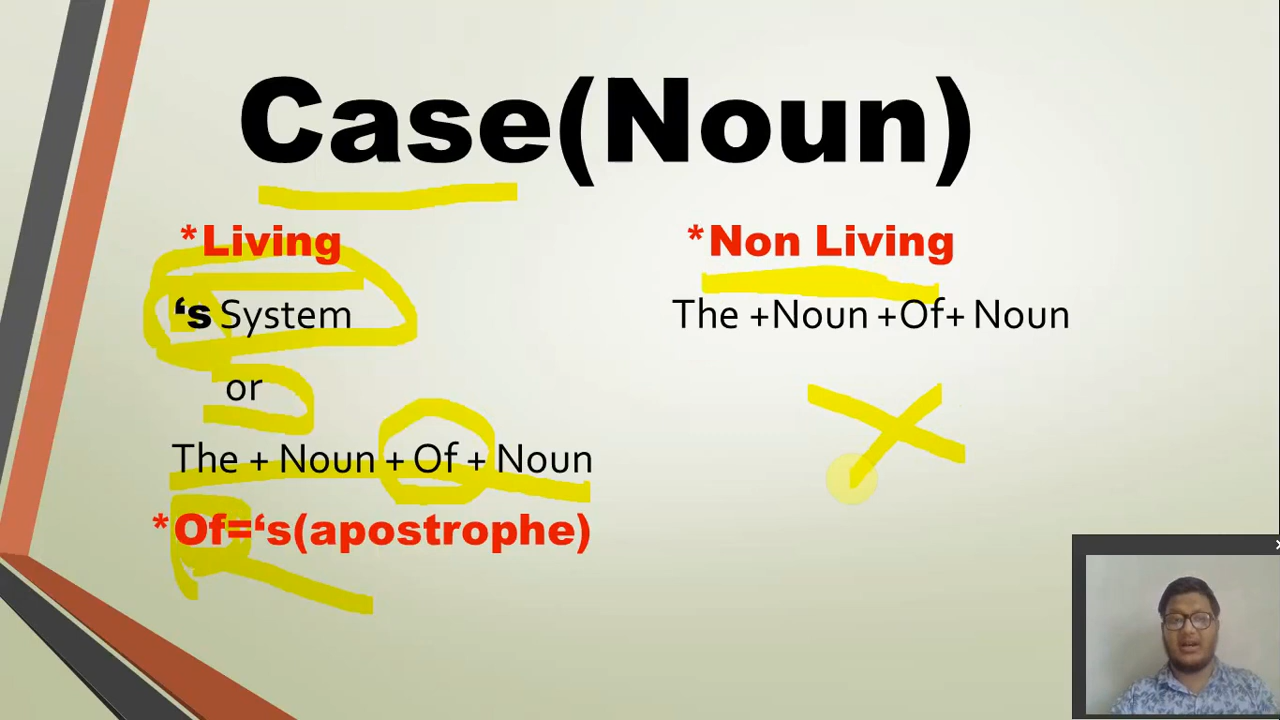 Case(Noun)
*Living
‘s System
or
The + Noun + Of + Noun
*Of=‘s(apostrophe)
*Non Living
The +Noun +Of+ Noun